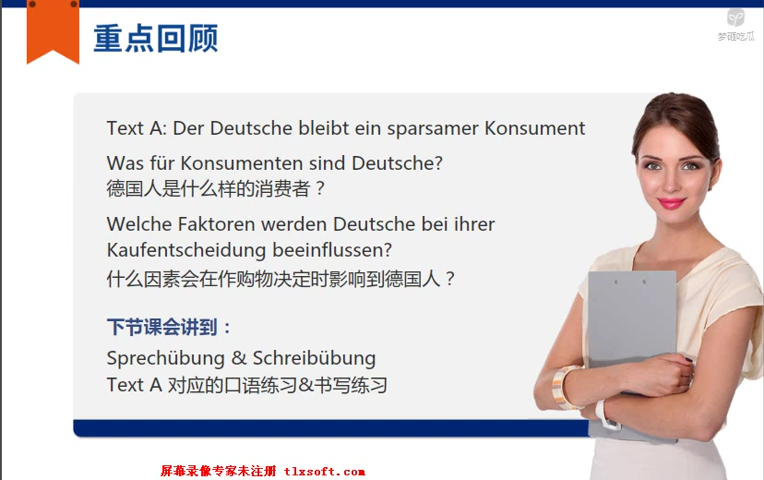 重点回顾
梦砸吃瓜
Text A: Der Deutsche bleibt ein sparsamer Konsument
Was für Konsumenten sind Deutsche?
德国人是什么样的消费者？
Welche Faktoren werden Deutsche bei ihrer
Kaufentscheidung beeinflussen?
什么因素会在作购物决定时影响到德国人？
下节课会讲到：
Sprechübung & Schreibübung
Text A 对应的口语练习&书写练习
屏幕录像专家未注册 tlxsoft.com